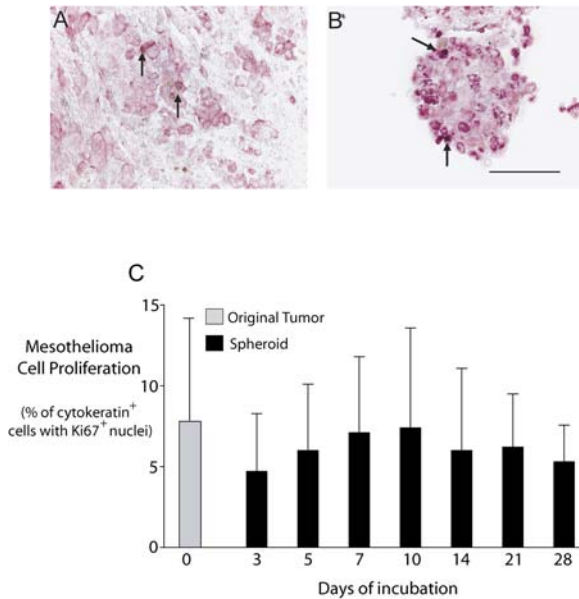 A
B
C
15
10
5
0
Original Tumor
Spheroid
Mesothelioma
Cell Proliferation
(% of cytokeratin+
cells with Ki67+ nuclei)
0 3 5 7 10 14 21 28
Days of incubation